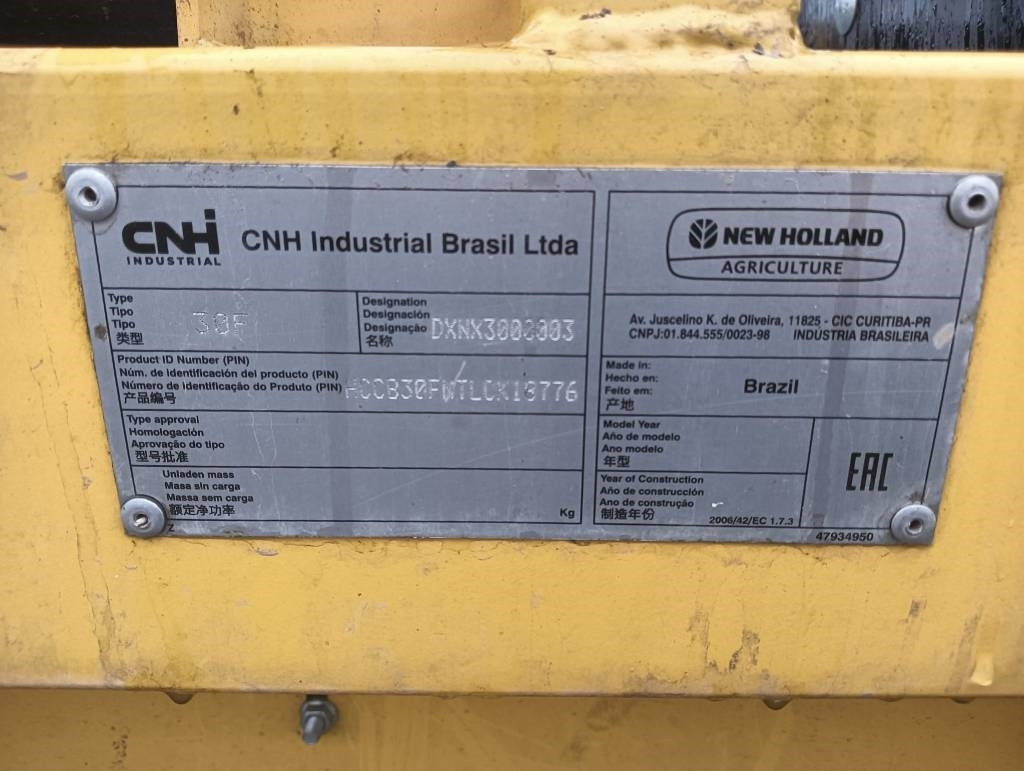 CNH
INDUSTRIAL
CNH Industrial Brasil Ltda
NEW HOLLAND
AGRICULTURE
Type
Tipo
Tipo
类型
30F
Designation
Designación
Designação
名称
DXNX3000003
Av. Juscelino K. de Oliveira, 11825 - CIC CURITIBA-PR
CNPJ:01.844.555/0023-98 INDÚSTRIA BRASILEIRA
Product ID Number (PIN)
Núm. de identificación del producto (PIN)
Número de identificação do Produto (PIN)
产品编号
Made in:
Hecho en:
Feito em:
产地
Brazil
Type approval
Homologación
Aprovação do tipo
型号批准
Model Year
Año de modelo
Ano modelo
年型
Unladen mass
Masa sin carga
Massa sem carga
额定净功率
Kg
Year of Construction
Año de construcción
Ano de construção
制造年份
2006/42/EC 1.7.3
EAC
Z
47934950